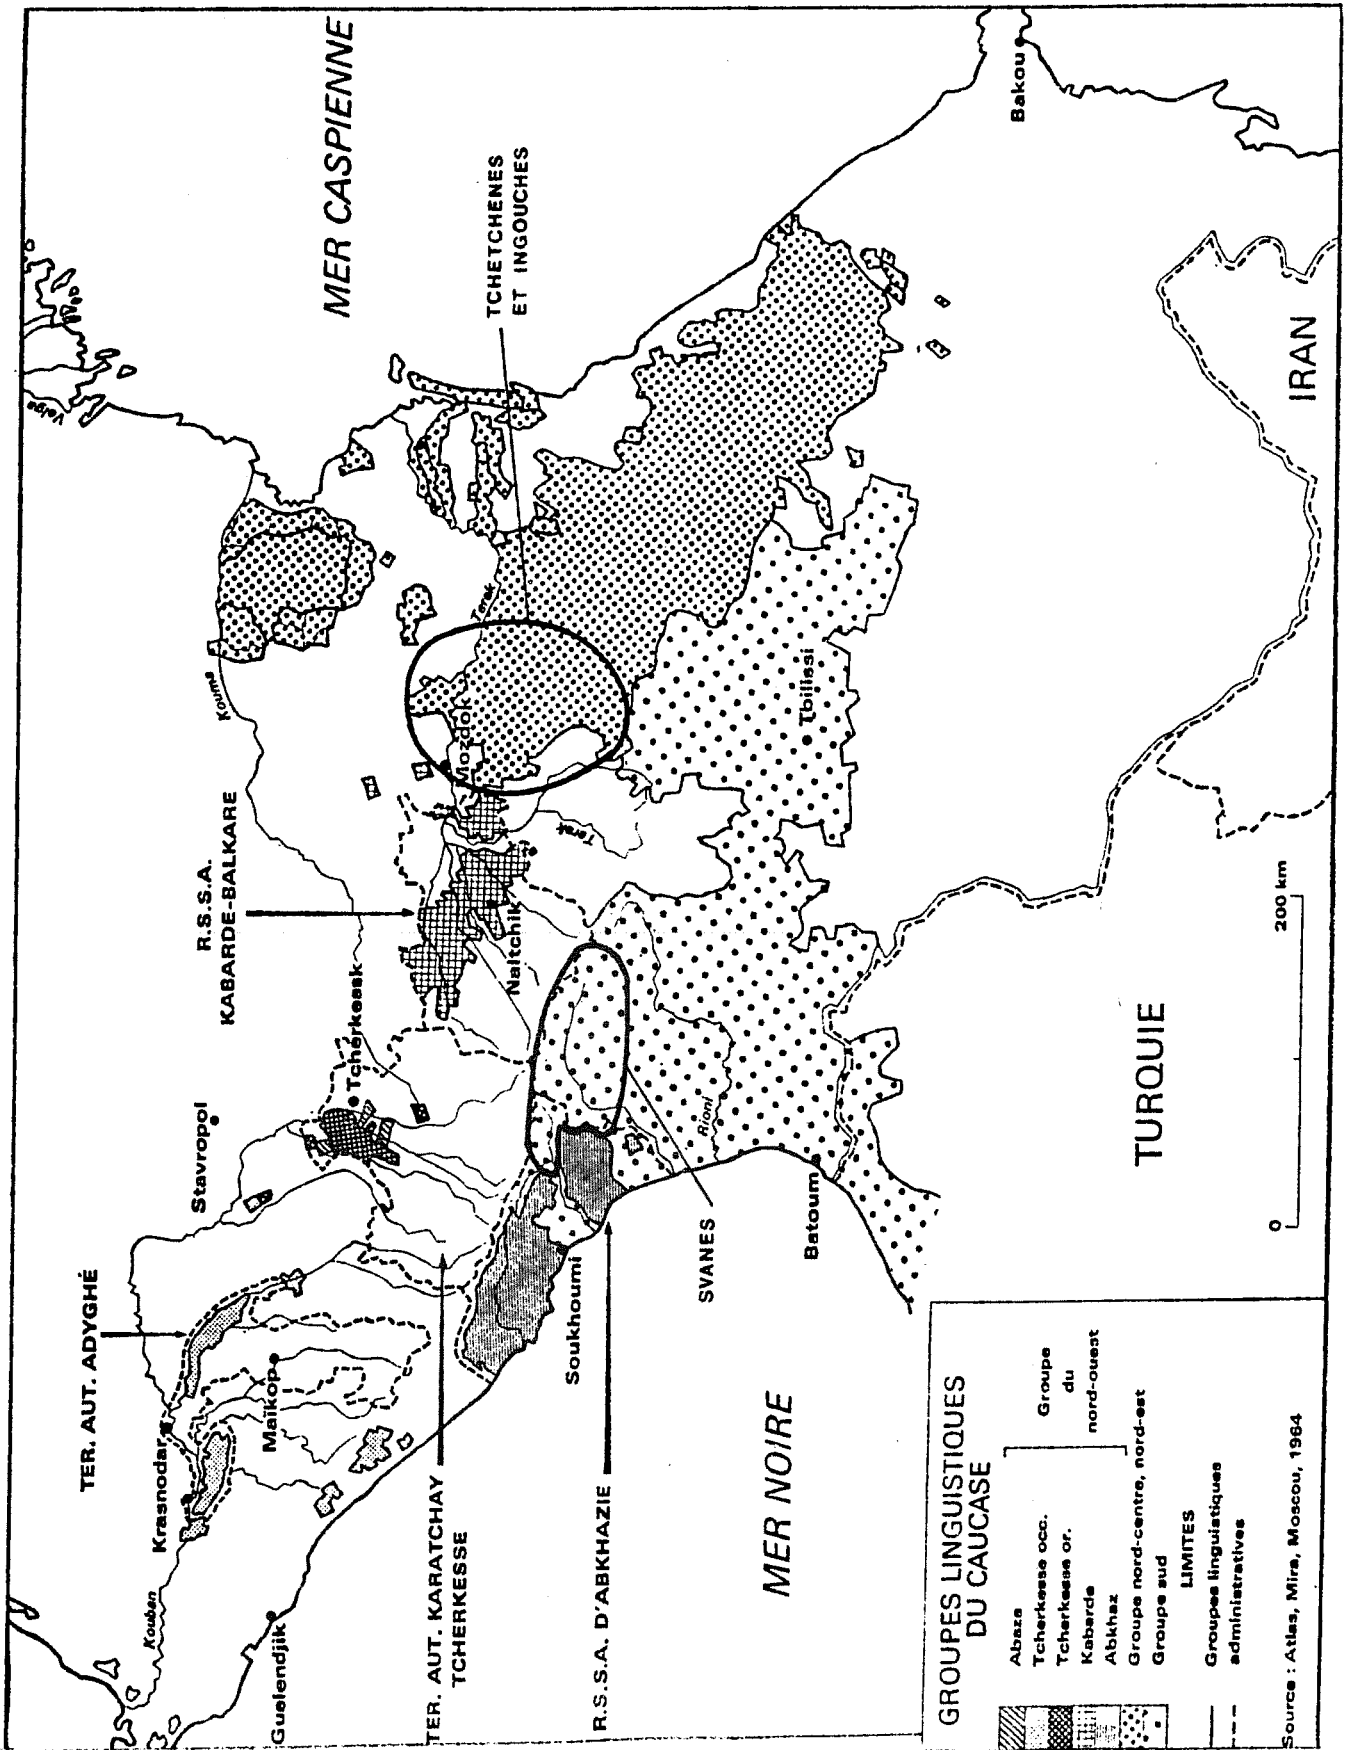 MER CASPIENNE
Volga
Kouma
Terek
TCHETCHENES
ET INGOUCHES
Bakou
R.S.S.A.
KABARDE-BALKARE
Mozdok
Terek
Naltchik
Tcherkessk
Stavropol
TER. AUT. ADYGHÉ
Krasnodar
Maikop
Kouban
Guelendjik
TER. AUT. KARATCHAY
TCHERKESSE
R.S.S.A. D'ABKHAZIE
Soukhoumi
SVANES
Rioni
Batoum
Tbilissi
MER NOIRE
TURQUIE
IRAN
0
200 km
GROUPES LINGUISTIQUES
DU CAUCASE
Abaza
Tcherkesse occ.
Tcherkesse or.
Kabarde
Abkhaz
Groupe
du
nord-ouest
Groupe nord-centre, nord-est
Groupe sud
LIMITES
Groupes linguistiques
administratives
Source : Atlas, Mira, Moscou, 1964